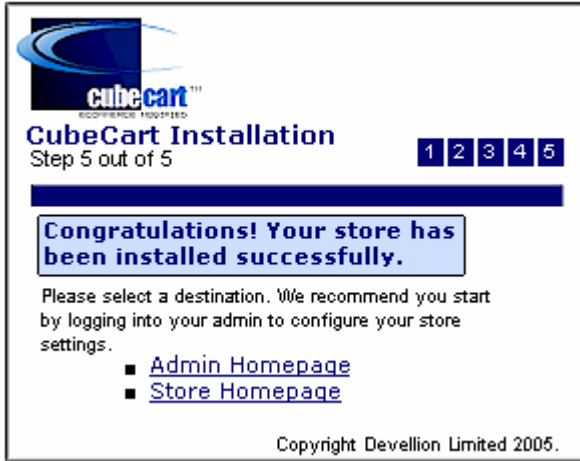 cubecart™
ECOMMERCE MODIFIED
CubeCart Installation
Step 5 out of 5
1 2 3 4 5
Congratulations! Your store has
been installed successfully.
Please select a destination. We recommend you start
by logging into your admin to configure your store
settings.
Admin Homepage
Store Homepage
Copyright Devellion Limited 2005.